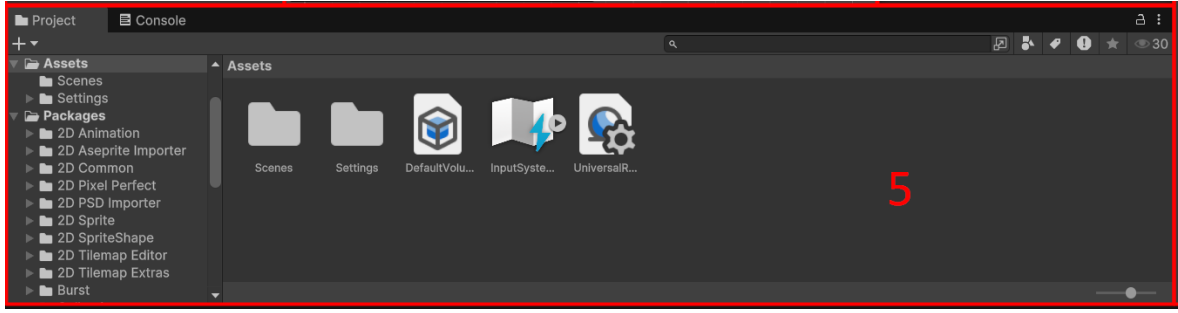 Project Console
30
Assets
Scenes
Settings
Packages
2D Animation
2D Aseprite Importer
2D Common
2D Pixel Perfect
2D PSD Importer
2D Sprite
2D SpriteShape
2D Tilemap Editor
2D Tilemap Extras
Burst
Assets
Scenes Settings DefaultVolu... InputSyste... UniversalR...
5